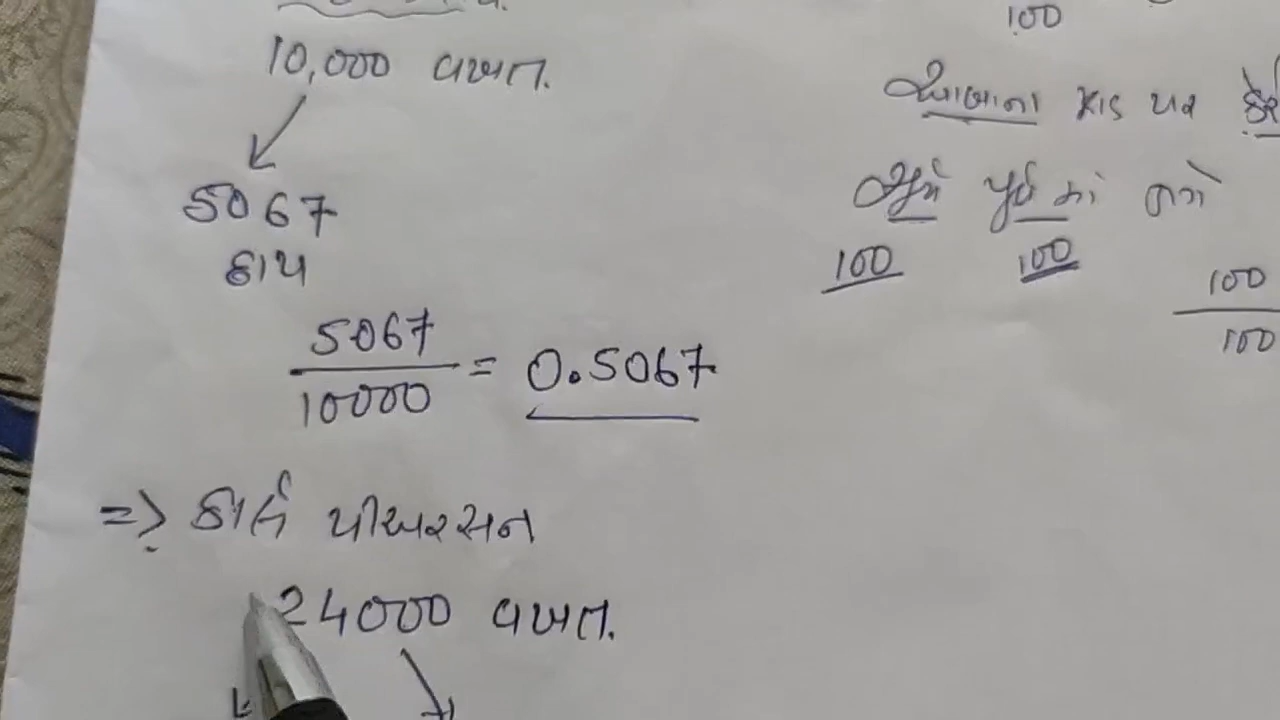 10,000 વખત.
5067
છાપ
5067
10000
= 0.5067
=> કાર્લ પીયરસન
24000 વખત.
100
પર
100 100
100
100